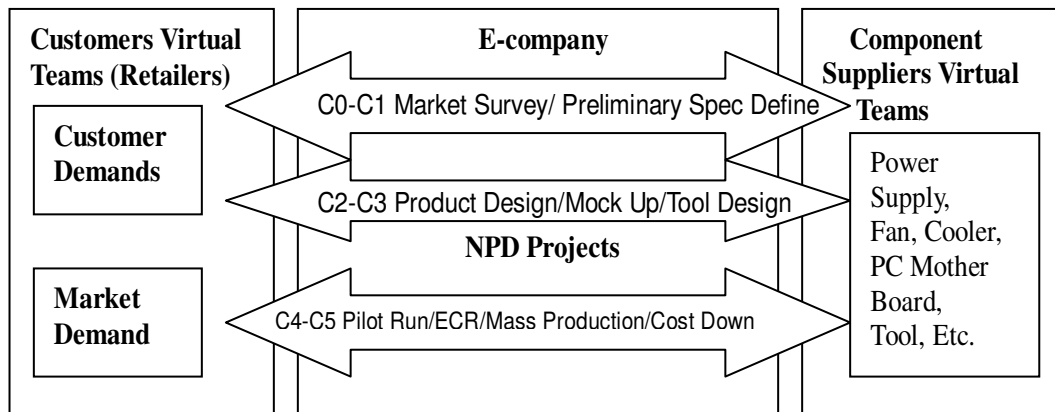 Customers Virtual
Teams (Retailers)
Customer
Demands
Market
Demand
E-company
C0-C1 Market Survey/ Preliminary Spec Define
C2-C3 Product Design/Mock Up/Tool Design
NPD Projects
C4-C5 Pilot Run/ECR/Mass Production/Cost Down
Component
Suppliers Virtual
Teams
Power
Supply,
Fan, Cooler,
PC Mother
Board,
Tool, Etc.